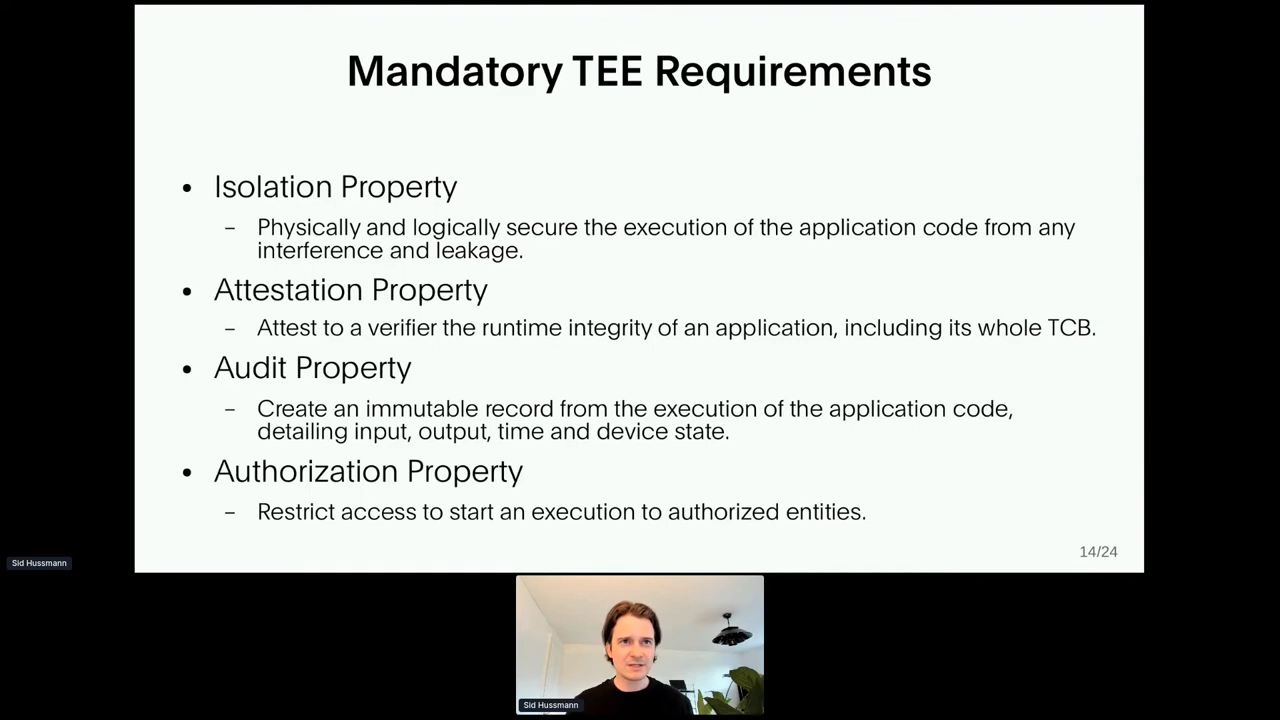 Mandatory TEE Requirements
• Isolation Property
– Physically and logically secure the execution of the application code from any
interference and leakage.
• Attestation Property
– Attest to a verifier the runtime integrity of an application, including its whole TCB.
• Audit Property
– Create an immutable record from the execution of the application code,
detailing input, output, time and device state.
• Authorization Property
– Restrict access to start an execution to authorized entities.
14/24
Sid Hussmann
Sid Hussmann